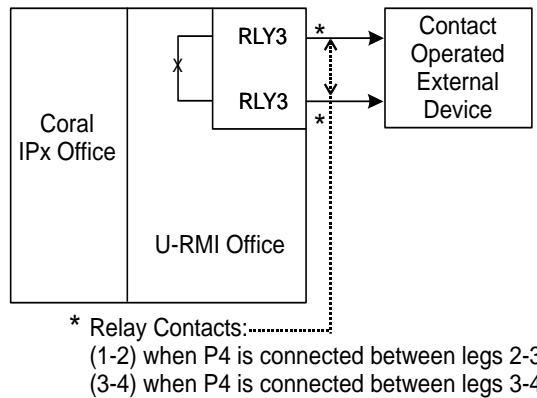 RLY3
*
Contact
Operated
External
Device
X
RLY3
*
Coral
IPx Office
U-RMI Office
* Relay Contacts:
(1-2) when P4 is connected between legs 2-3
(3-4) when P4 is connected between legs 3-4